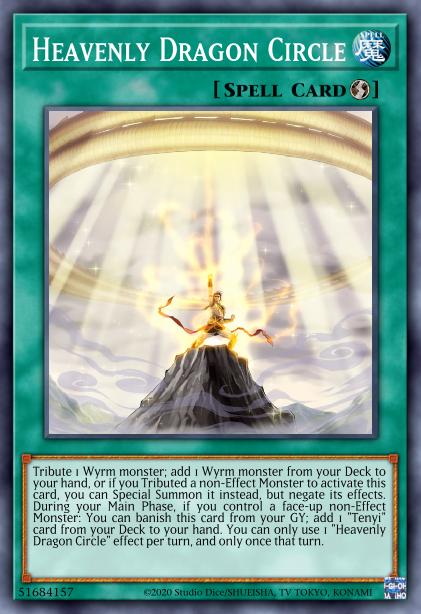 HEAVENLY DRAGON CIRCLE
SPELL
魔
[SPELL CARD]
Tribute 1 Wyrm monster; add 1 Wyrm monster from your Deck to
your hand, or if you Tributed a non-Effect Monster to activate this
card, you can Special Summon it instead, but negate its effects.
During your Main Phase, if you control a face-up non-Effect
Monster: You can banish this card from your GY; add 1 "Tenyi"
card from your Deck to your hand. You can only use 1 "Heavenly
Dragon Circle" effect per turn, and only once that turn.
51684157
©2020 Studio Dice/SHUEISHA, TV TOKYO, KONAMI